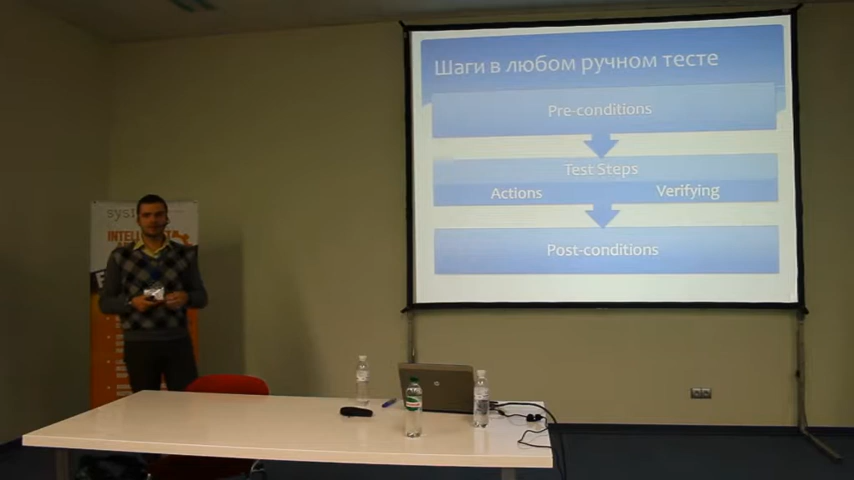 Шаги в любом ручном тесте
Pre-conditions
Test Steps
Actions Verifying
Post-conditions